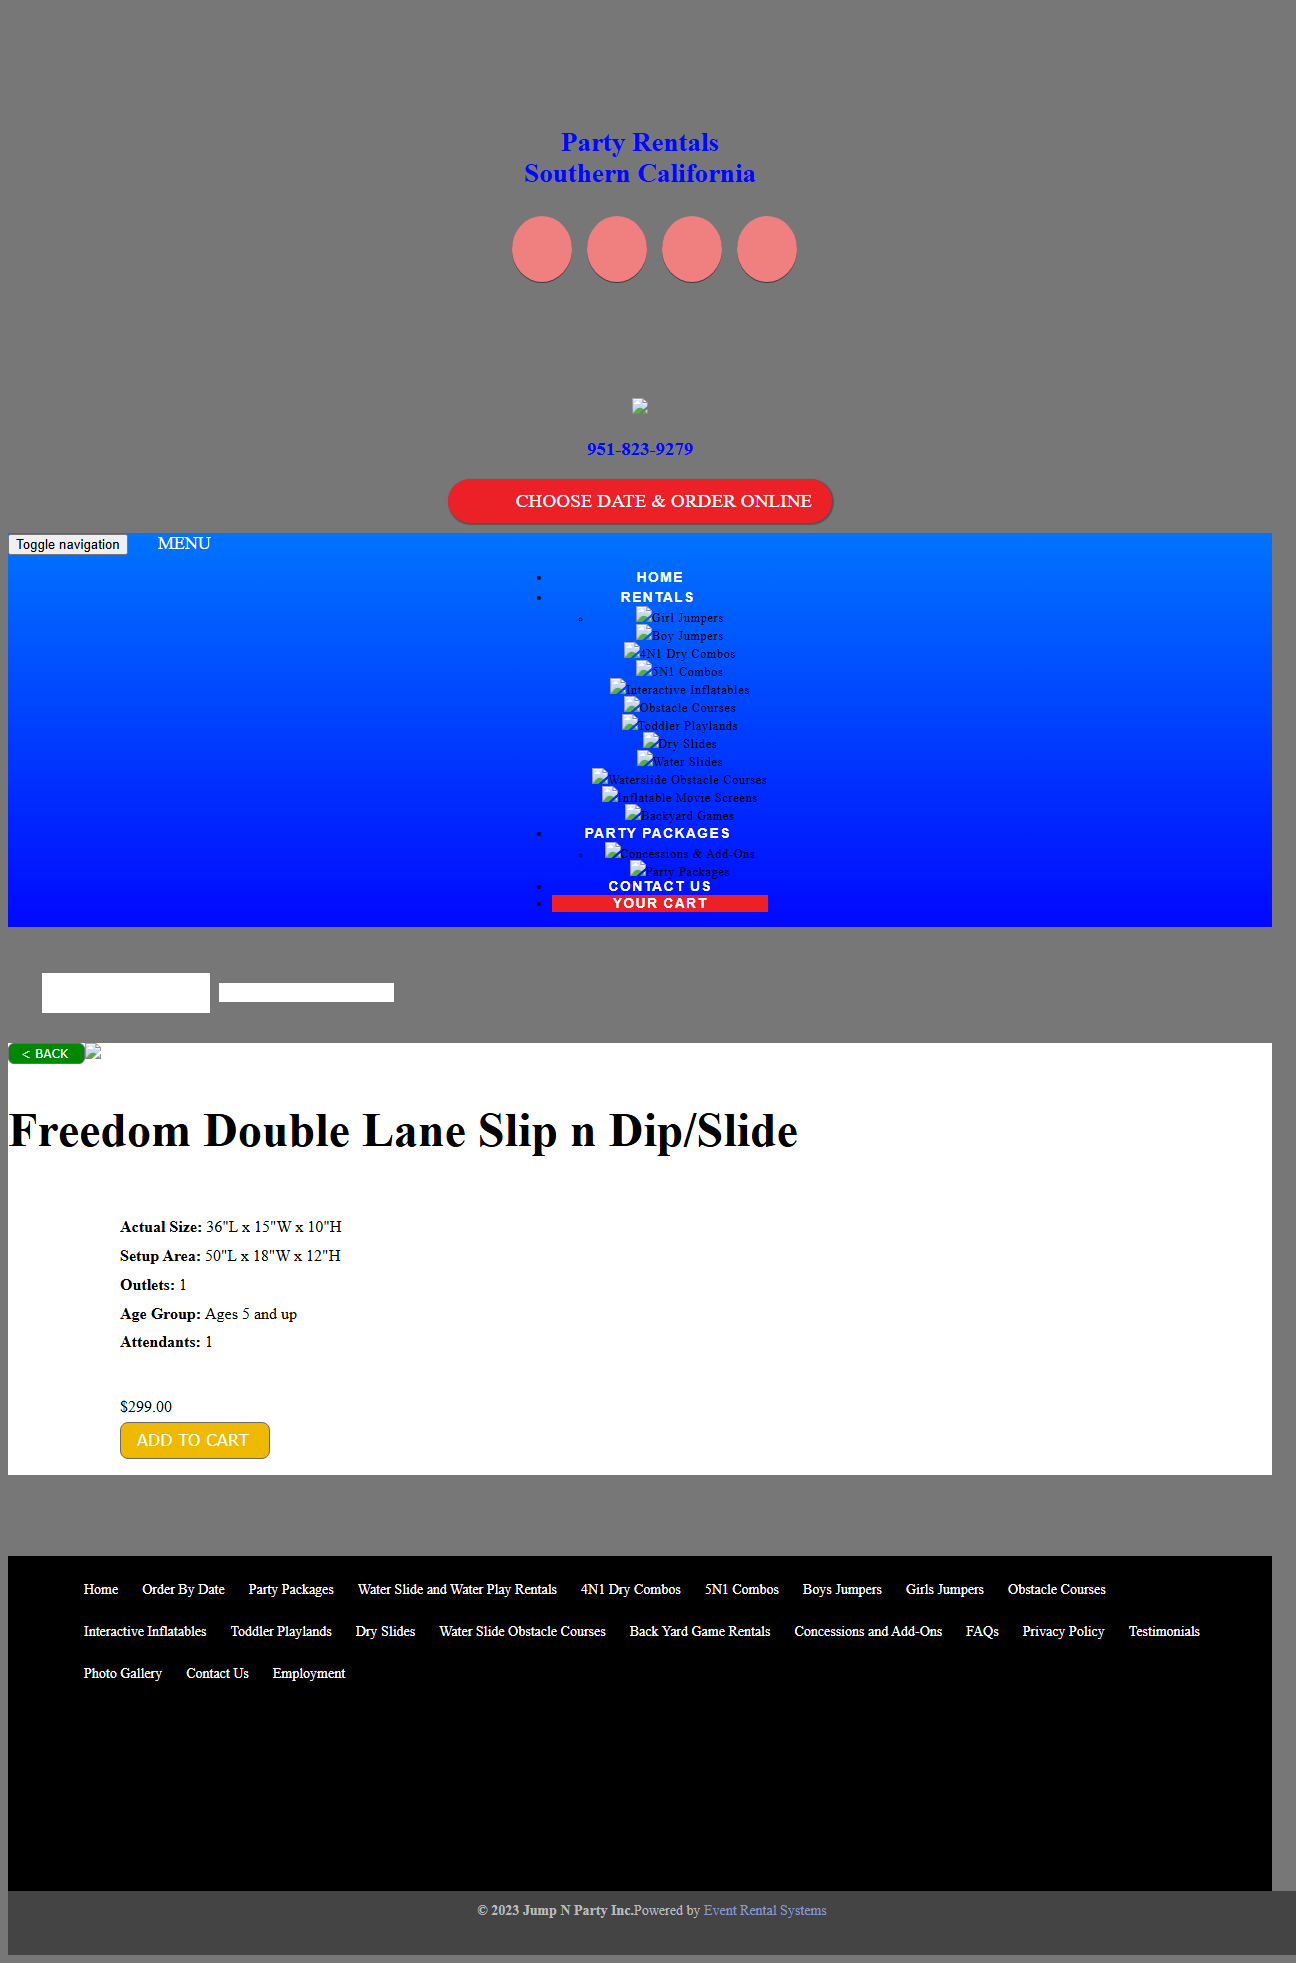 Party Rentals
Southern California
951-823-9279
CHOOSE DATE & ORDER ONLINE
Toggle navigation MENU
HOME
RENTALS
Girl Jumpers
Boy Jumpers
4N1 Dry Combos
5N1 Combos
Interactive Inflatables
Obstacle Courses
Toddler Playlands
Dry Slides
Water Slides
Waterslide Obstacle Courses
Inflatable Movie Screens
Backyard Games
PARTY PACKAGES
Concessions & Add-Ons
Party Packages
CONTACT US
YOUR CART
< BACK
Freedom Double Lane Slip n Dip/Slide
Actual Size: 36"L x 15"W x 10"H
Setup Area: 50"L x 18"W x 12"H
Outlets: 1
Age Group: Ages 5 and up
Attendants: 1
$299.00
ADD TO CART
Home Order By Date Party Packages Water Slide and Water Play Rentals 4N1 Dry Combos 5N1 Combos Boys Jumpers Girls Jumpers Obstacle Courses
Interactive Inflatables Toddler Playlands Dry Slides Water Slide Obstacle Courses Back Yard Game Rentals Concessions and Add-Ons FAQs Privacy Policy Testimonials
Photo Gallery Contact Us Employment
© 2023 Jump N Party Inc.Powered by Event Rental Systems